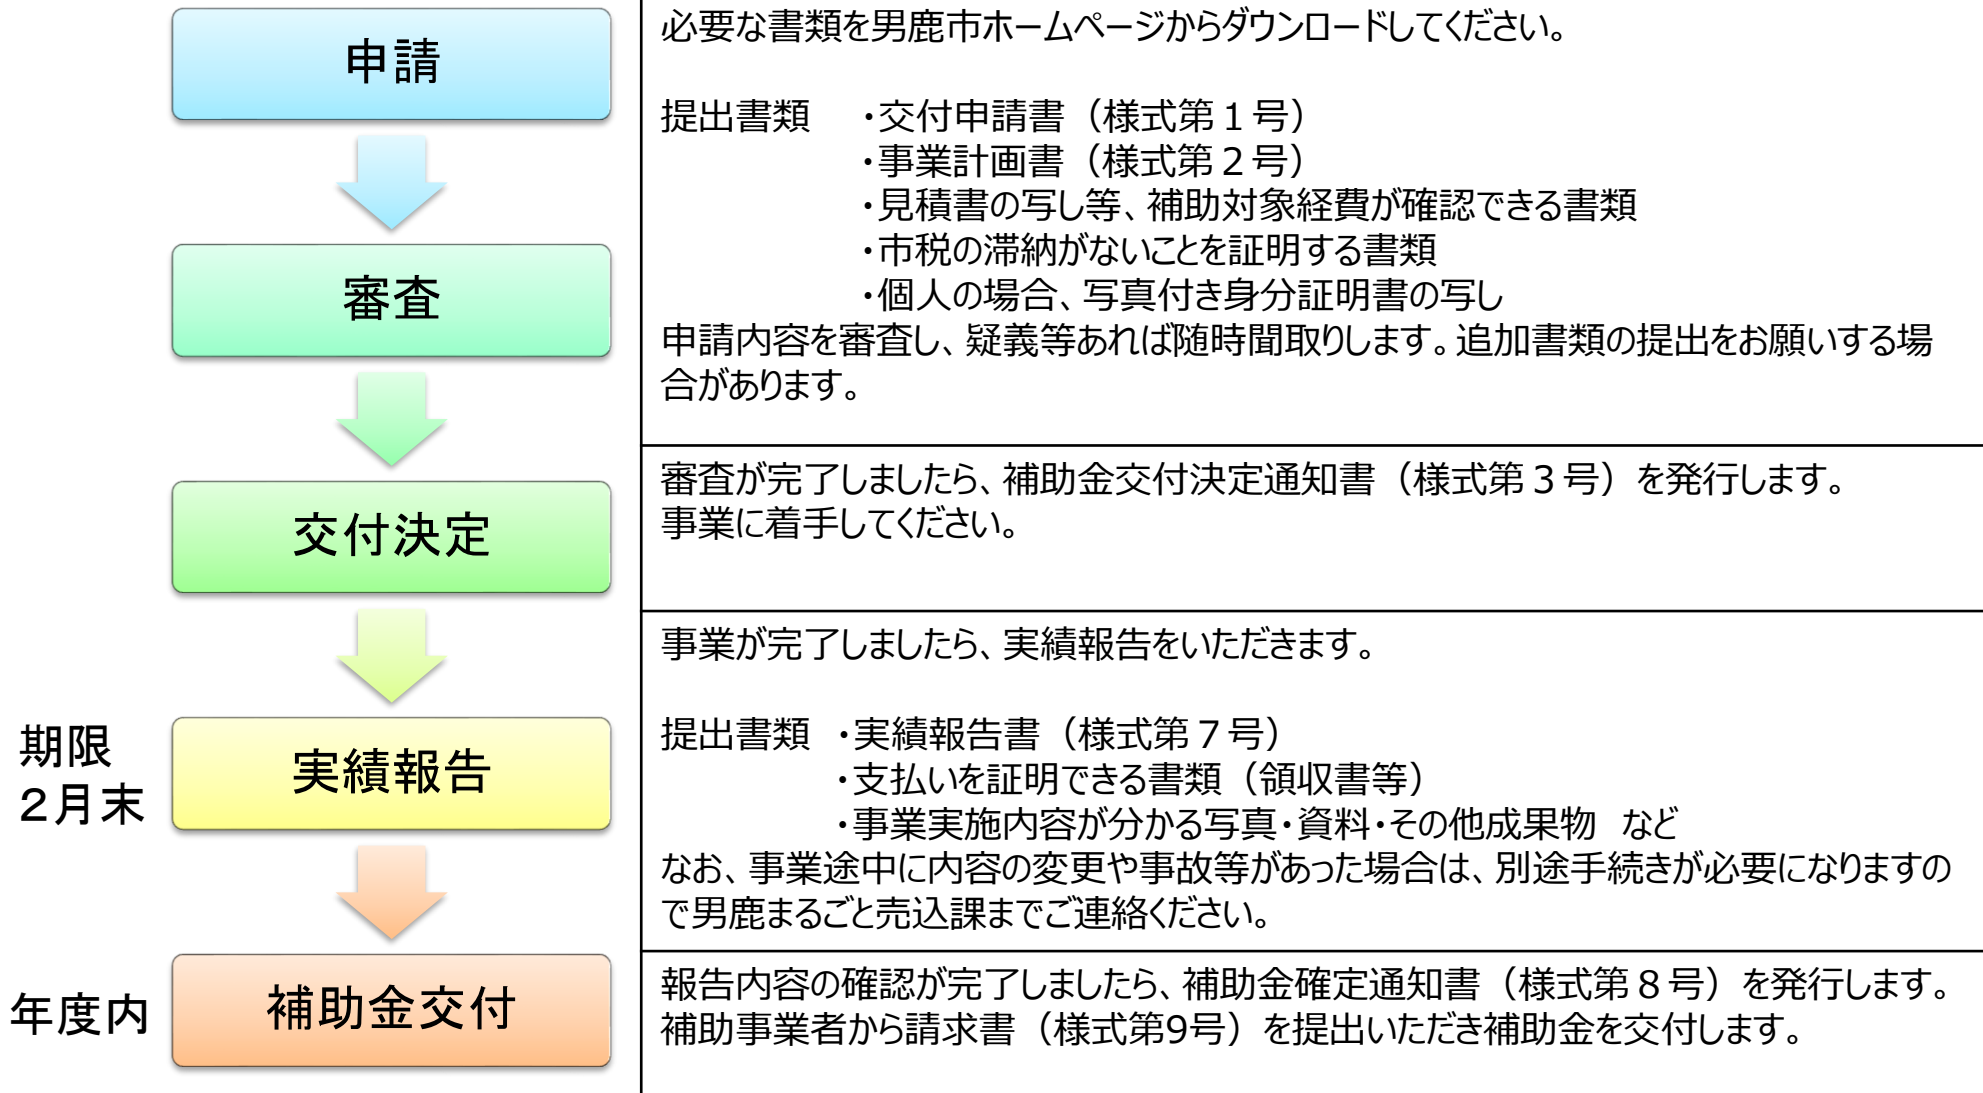 申請
必要な書類を男鹿市ホームページからダウンロードしてください。
提出書類　・交付申請書（様式第１号）
・事業計画書（様式第２号）
・見積書の写し等、補助対象経費が確認できる書類
・市税の滞納がないことを証明する書類
・個人の場合、写真付き身分証明書の写し
審査
申請内容を審査し、疑義等あれば随時聞取りします。追加書類の提出をお願いする場
合があります。
交付決定
審査が完了しましたら、補助金交付決定通知書（様式第３号）を発行します。
事業に着手してください。
期限
２月末
実績報告
事業が完了しましたら、実績報告をいただきます。
提出書類　・実績報告書（様式第７号）
・支払いを証明できる書類（領収書等）
・事業実施内容が分かる写真・資料・その他成果物　など
なお、事業途中に内容の変更や事故等があった場合は、別途手続きが必要になりますの
で男鹿まるごと売込課までご連絡ください。
年度内
補助金交付
報告内容の確認が完了しましたら、補助金確定通知書（様式第８号）を発行します。
補助事業者から請求書（様式第9号）を提出いただき補助金を交付します。